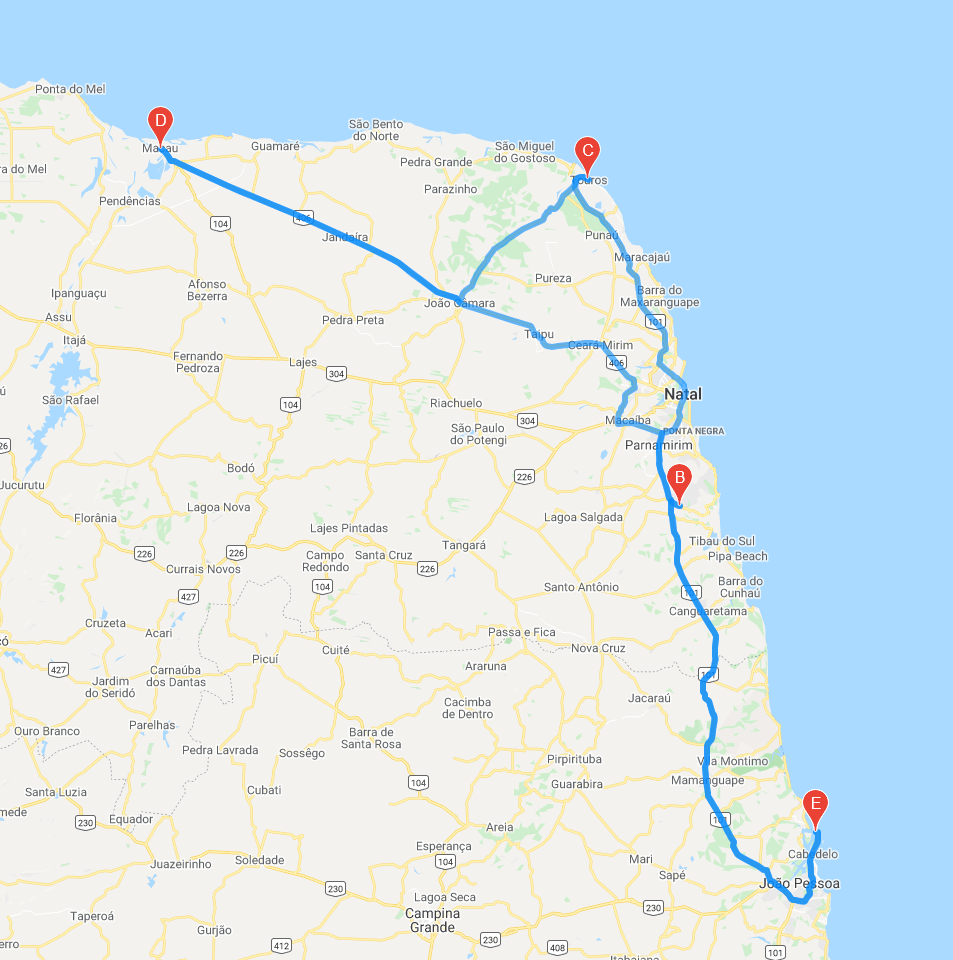 Ponta do Mel
D
São Bento
do Norte
Macau
Guamaré
São Miguel
do Gostoso
C
Pedra Grande
ra do Mel
Touros
Parazinho
Pendências
104
406
Jandaíra
Punaú
Maracajaú
Pureza
Afonso
Bezerra
Ipanguaçu
Barra do
Maxaranguape
João Câmara
Assu
Pedra Preta
101
Itajá
Taipu
Ceará-Mirim
Fernando
Pedroza
Lajes
406
304
ú
São Rafael
Natal
104
Riachuelo
304
Macaíba
São Paulo
do Potengi
PONTA NEGRA
Parnamirim
26
Bodó
226
B
Jucurutu
Lagoa Nova
Florânia
Lajes Pintadas
Lagoa Salgada
226
226
Tangará
Tibau do Sul
Campo
Redondo
Santa Cruz
Pipa Beach
Currais Novos
226
104
Santo Antônio
Barra do
Cunhaú
427
101
Canguaretama
Cruzeta
Acari
Passa e Fica
có
Cuité
Nova Cruz
Picuí
427
Carnaúba
dos Dantas
Araruna
101
Jardim
do Seridó
Jacaraú
Cacimba
de Dentro
Parelhas
Ouro Branco
Barra de
Santa Rosa
Pedra Lavrada
Sossêgo
Pirpirituba
Vila Montimo
104
Mamanguape
Guarabira
Cubati
Santa Luzia
E
mede
Equador
230
101
Areia
Esperança
Cabedelo
Juazeirinho
Soledade
104
Mari
Sapé
João Pessoa
230
Lagoa Seca
230
Taperoá
Campina
Grande
Gurjão
230
erro
412
408
101
Itabaiana